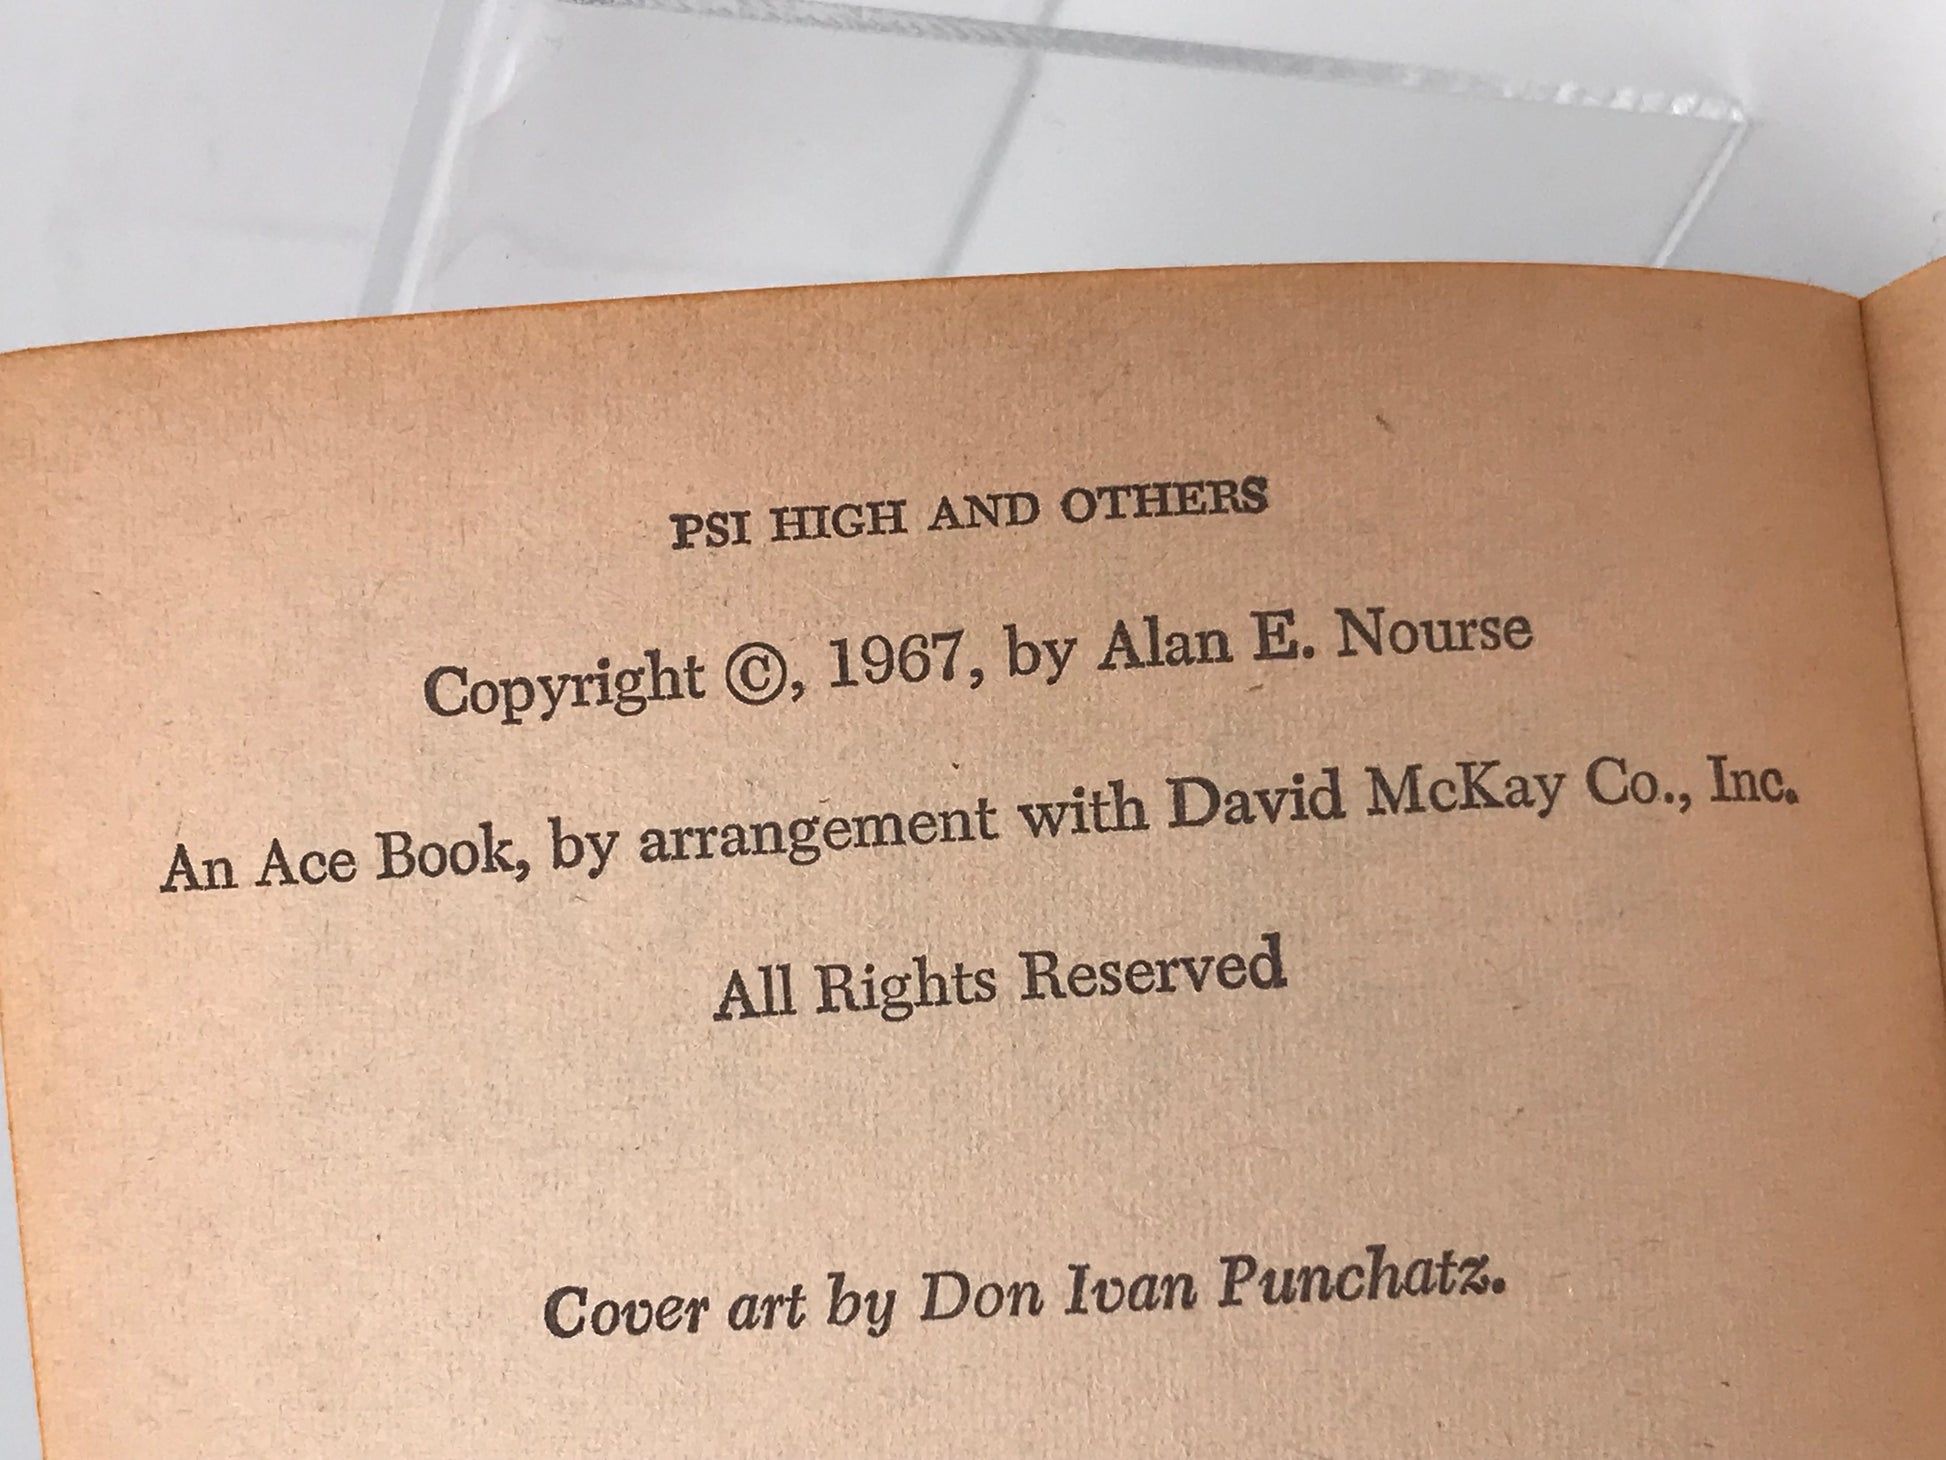 PSI HIGH AND OTHERS
Copyright ©, 1967, by Alan E. Nourse
An Ace Book, by arrangement with David McKay Co., Inc.
All Rights Reserved
Cover art by Don Ivan Punchatz.